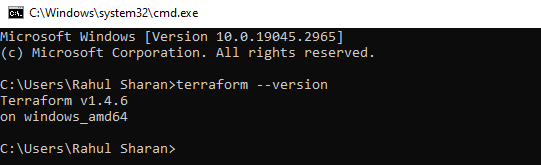 C:\Windows\system32\cmd.exe
Microsoft Windows [Version 10.0.19045.2965]
(c) Microsoft Corporation. All rights reserved.
C:\Users\Rahul Sharan>terraform --version
Terraform v1.4.6
on windows_amd64
C:\Users\Rahul Sharan>